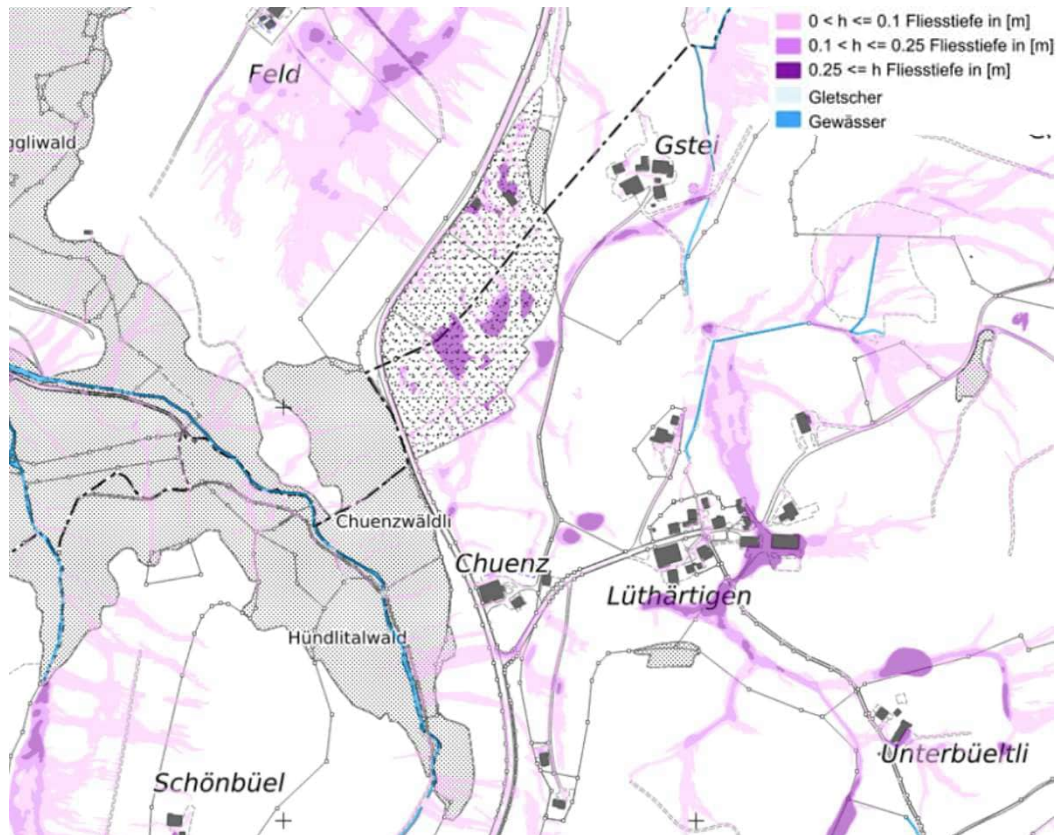 0 < h <= 0.1 Fliesstiefe in [m]
0.1 < h <= 0.25 Fliesstiefe in [m]
0.25 <= h Fliesstiefe in [m]
Gletscher
Gewässer
Feld
ggliwald
Gstei
Chuenzwäldli
Chuenz
Lüthärtigen
Hündlitalwald
Schönbüel
Unterbüeltli